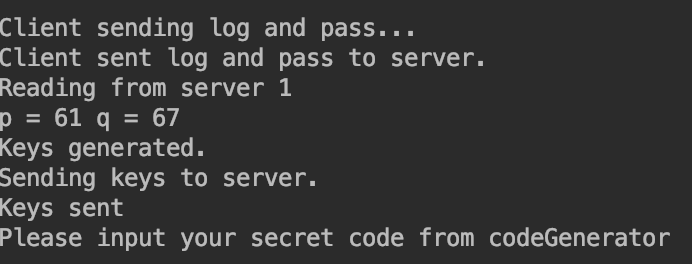 Client sending log and pass...
Client sent log and pass to server.
Reading from server 1
p = 61 q = 67
Keys generated.
Sending keys to server.
Keys sent
Please input your secret code from codeGenerator